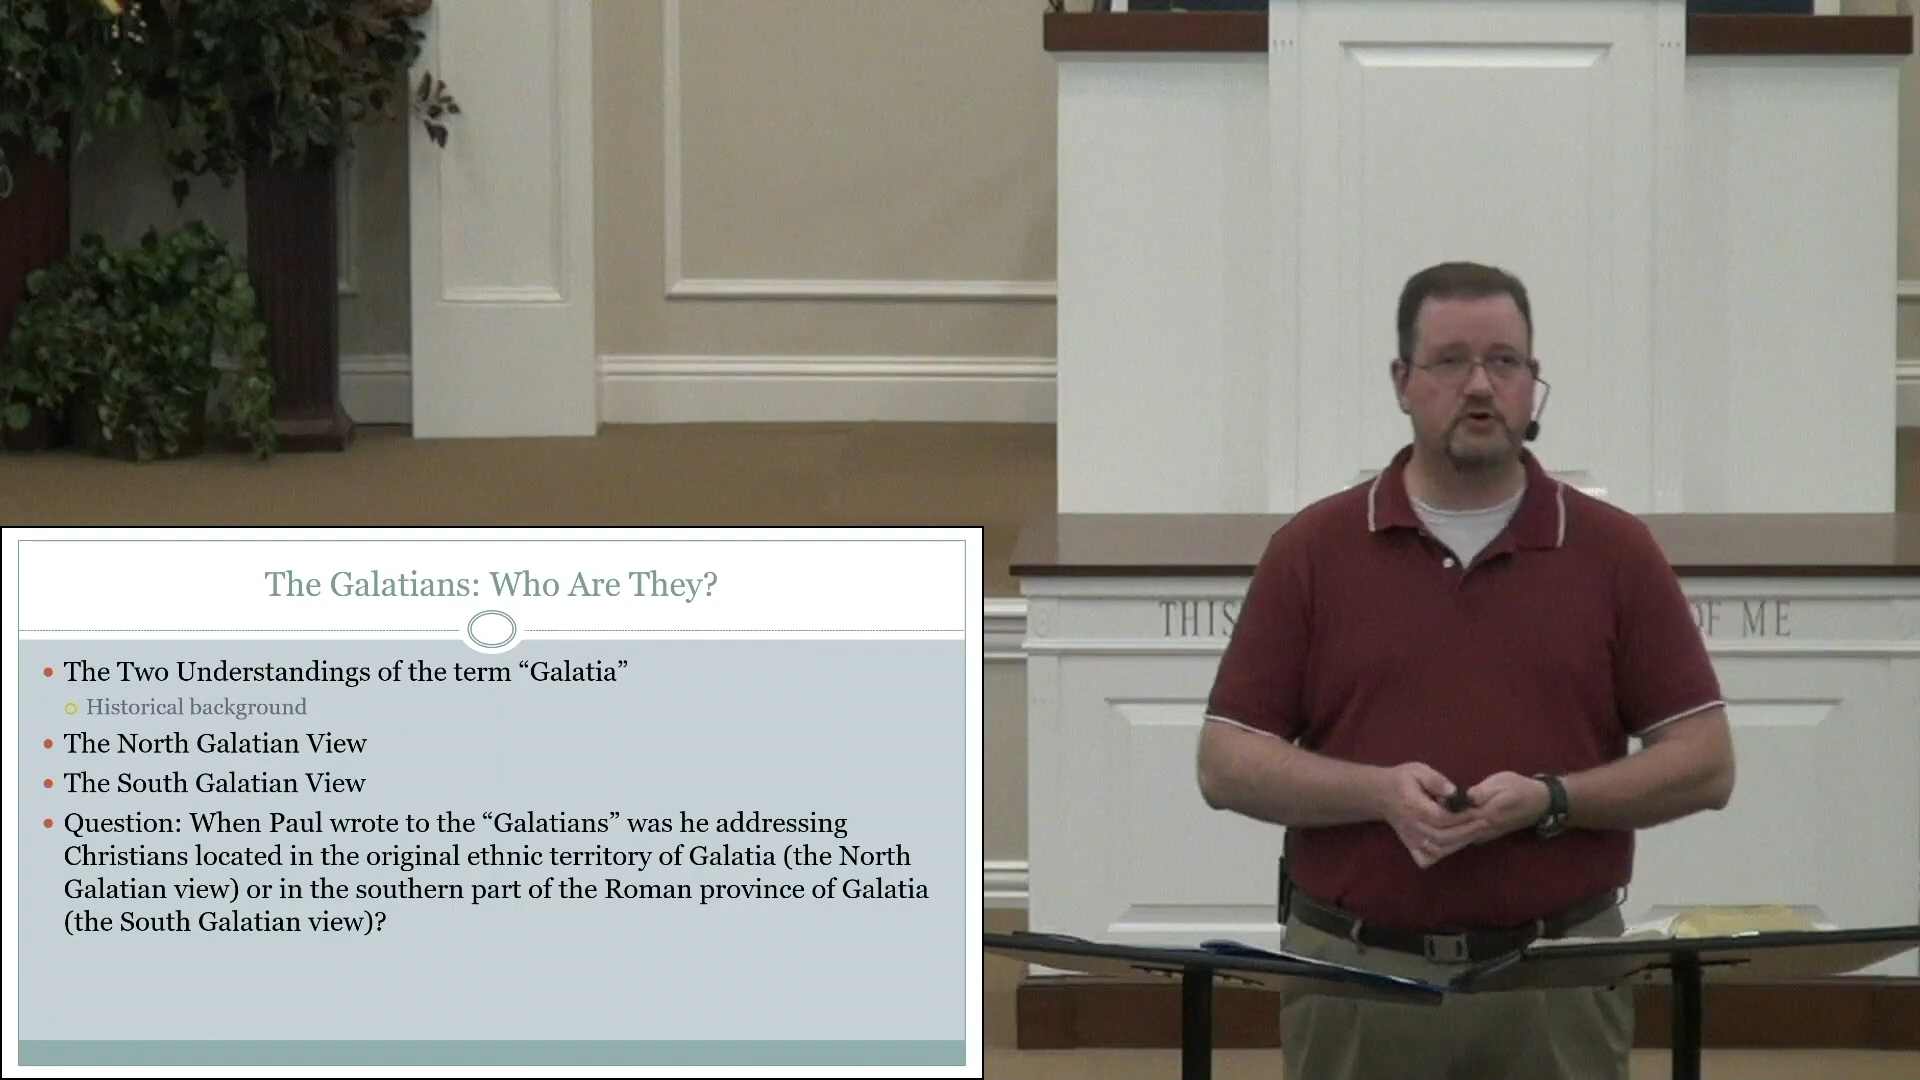 The Galatians: Who Are They?
The Two Understandings of the term “Galatia”
Historical background
The North Galatian View
The South Galatian View
Question: When Paul wrote to the “Galatians” was he addressing
Christians located in the original ethnic territory of Galatia (the North
Galatian view) or in the southern part of the Roman province of Galatia
(the South Galatian view)?
THIS OF ME